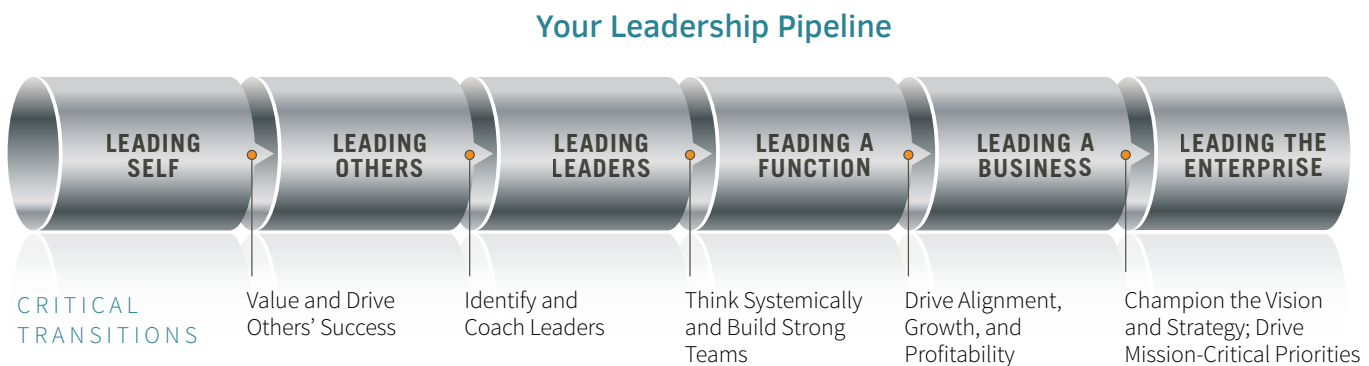 Your Leadership Pipeline
LEADING
SELF
LEADING
OTHERS
LEADING
LEADERS
LEADING A
FUNCTION
LEADING A
BUSINESS
LEADING THE
ENTERPRISE
CRITICAL
TRANSITIONS
Value and Drive
Others’ Success
Identify and
Coach Leaders
Think Systemically
and Build Strong
Teams
Drive Alignment,
Growth, and
Profitability
Champion the Vision
and Strategy; Drive
Mission-Critical Priorities